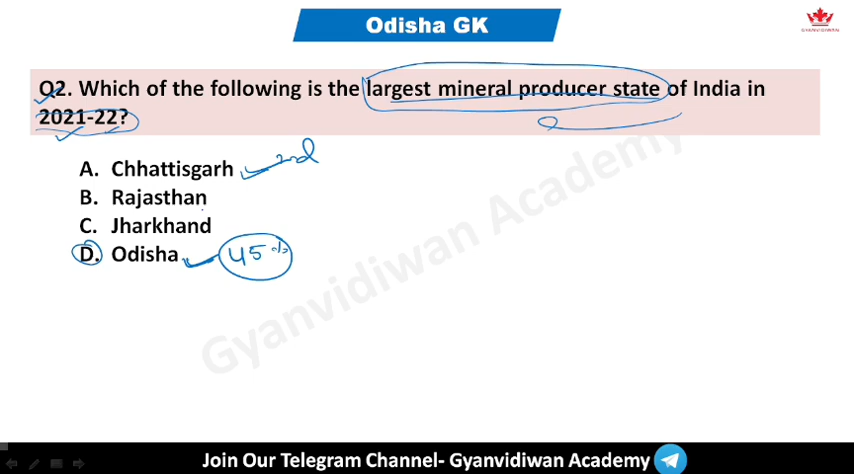 Odisha GK
GYANVIDIWAN
Q2. Which of the following is the largest mineral producer state of India in
2021-22?
A. Chhattisgarh 2nd
B. Rajasthan
C. Jharkhand
D. Odisha 45%
Gyanvidiwan Academy
Join Our Telegram Channel- Gyanvidiwan Academy